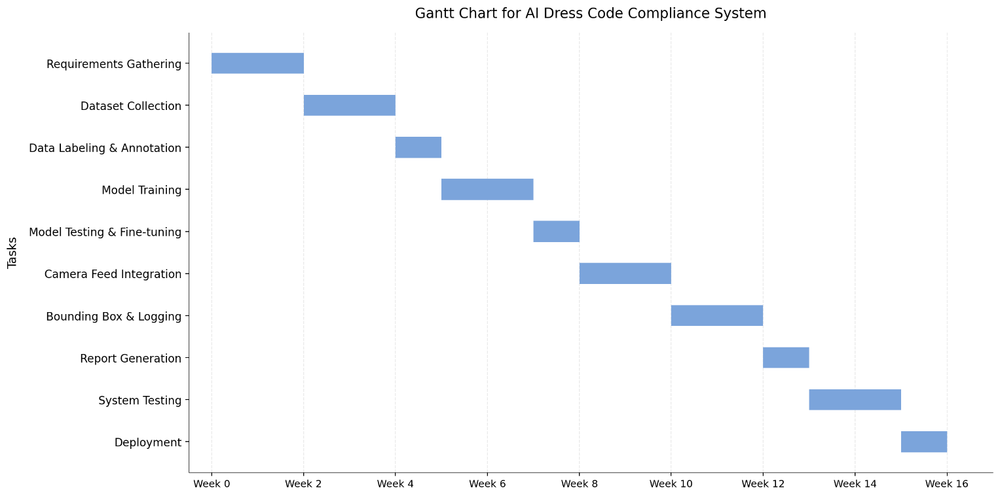 Gantt Chart for AI Dress Code Compliance System
Tasks
Requirements Gathering
Dataset Collection
Data Labeling & Annotation
Model Training
Model Testing & Fine-tuning
Camera Feed Integration
Bounding Box & Logging
Report Generation
System Testing
Deployment
Week 0 Week 2 Week 4 Week 6 Week 8 Week 10 Week 12 Week 14 Week 16